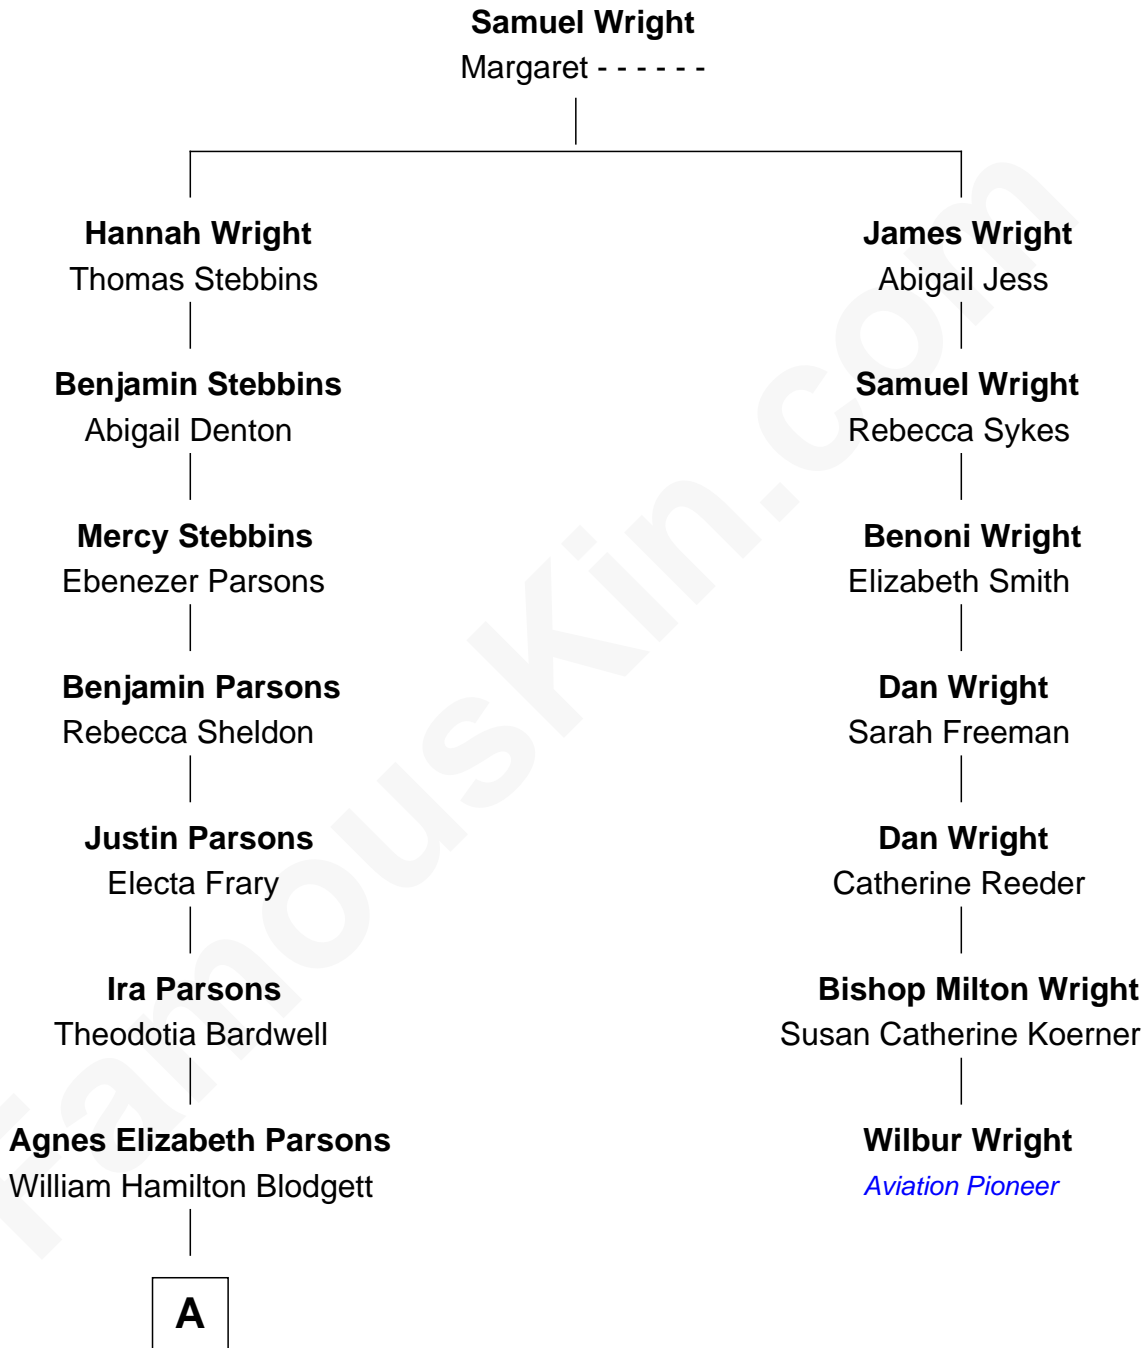 Samuel Wright
Margaret - - - - - -
Hannah Wright
Thomas Stebbins
James Wright
Abigail Jess
Benjamin Stebbins
Abigail Denton
Samuel Wright
Rebecca Sykes
Mercy Stebbins
Ebenezer Parsons
Benoni Wright
Elizabeth Smith
Benjamin Parsons
Rebecca Sheldon
Dan Wright
Sarah Freeman
Justin Parsons
Electa Frary
Dan Wright
Catherine Reeder
Ira Parsons
Theodotia Bardwell
Bishop Milton Wright
Susan Catherine Koerner
Agnes Elizabeth Parsons
William Hamilton Blodgett
Wilbur Wright
Aviation Pioneer
A
FamousKin.com